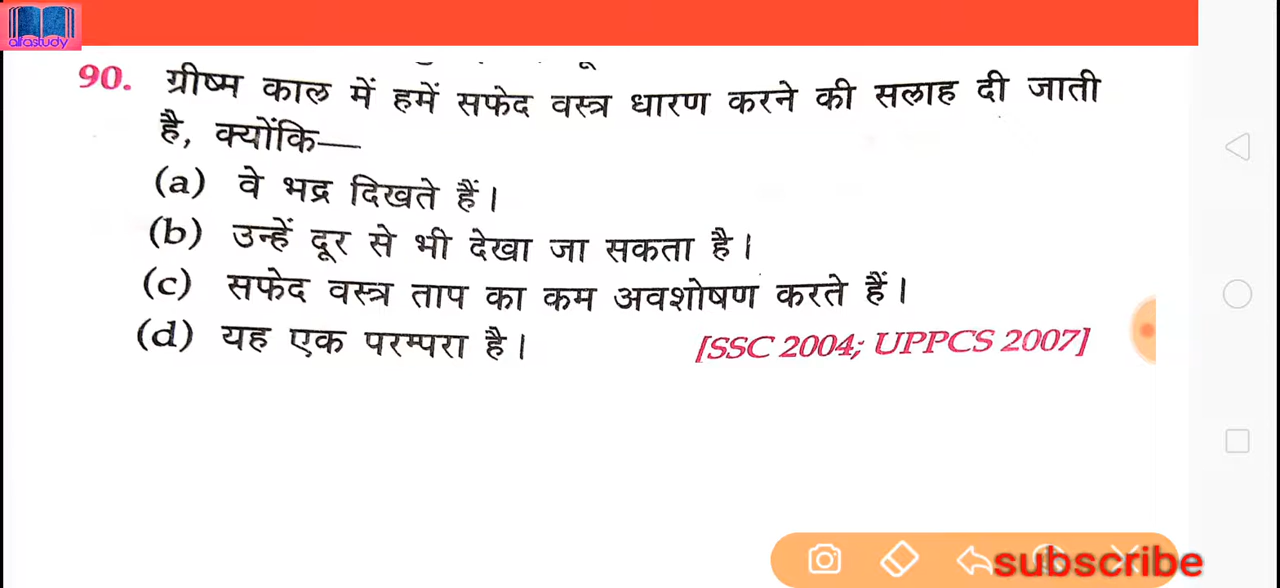 alfastudy
90. ग्रीष्म काल में हमें सफेद वस्त्र धारण करने की सलाह दी जाती
है, क्योंकि—
(a) वे भद्र दिखते हैं।
(b) उन्हें दूर से भी देखा जा सकता है।
(c) सफेद वस्त्र ताप का कम अवशोषण करते हैं।
(d) यह एक परम्परा है। [SSC 2004; UPPCS 2007]
subscribe